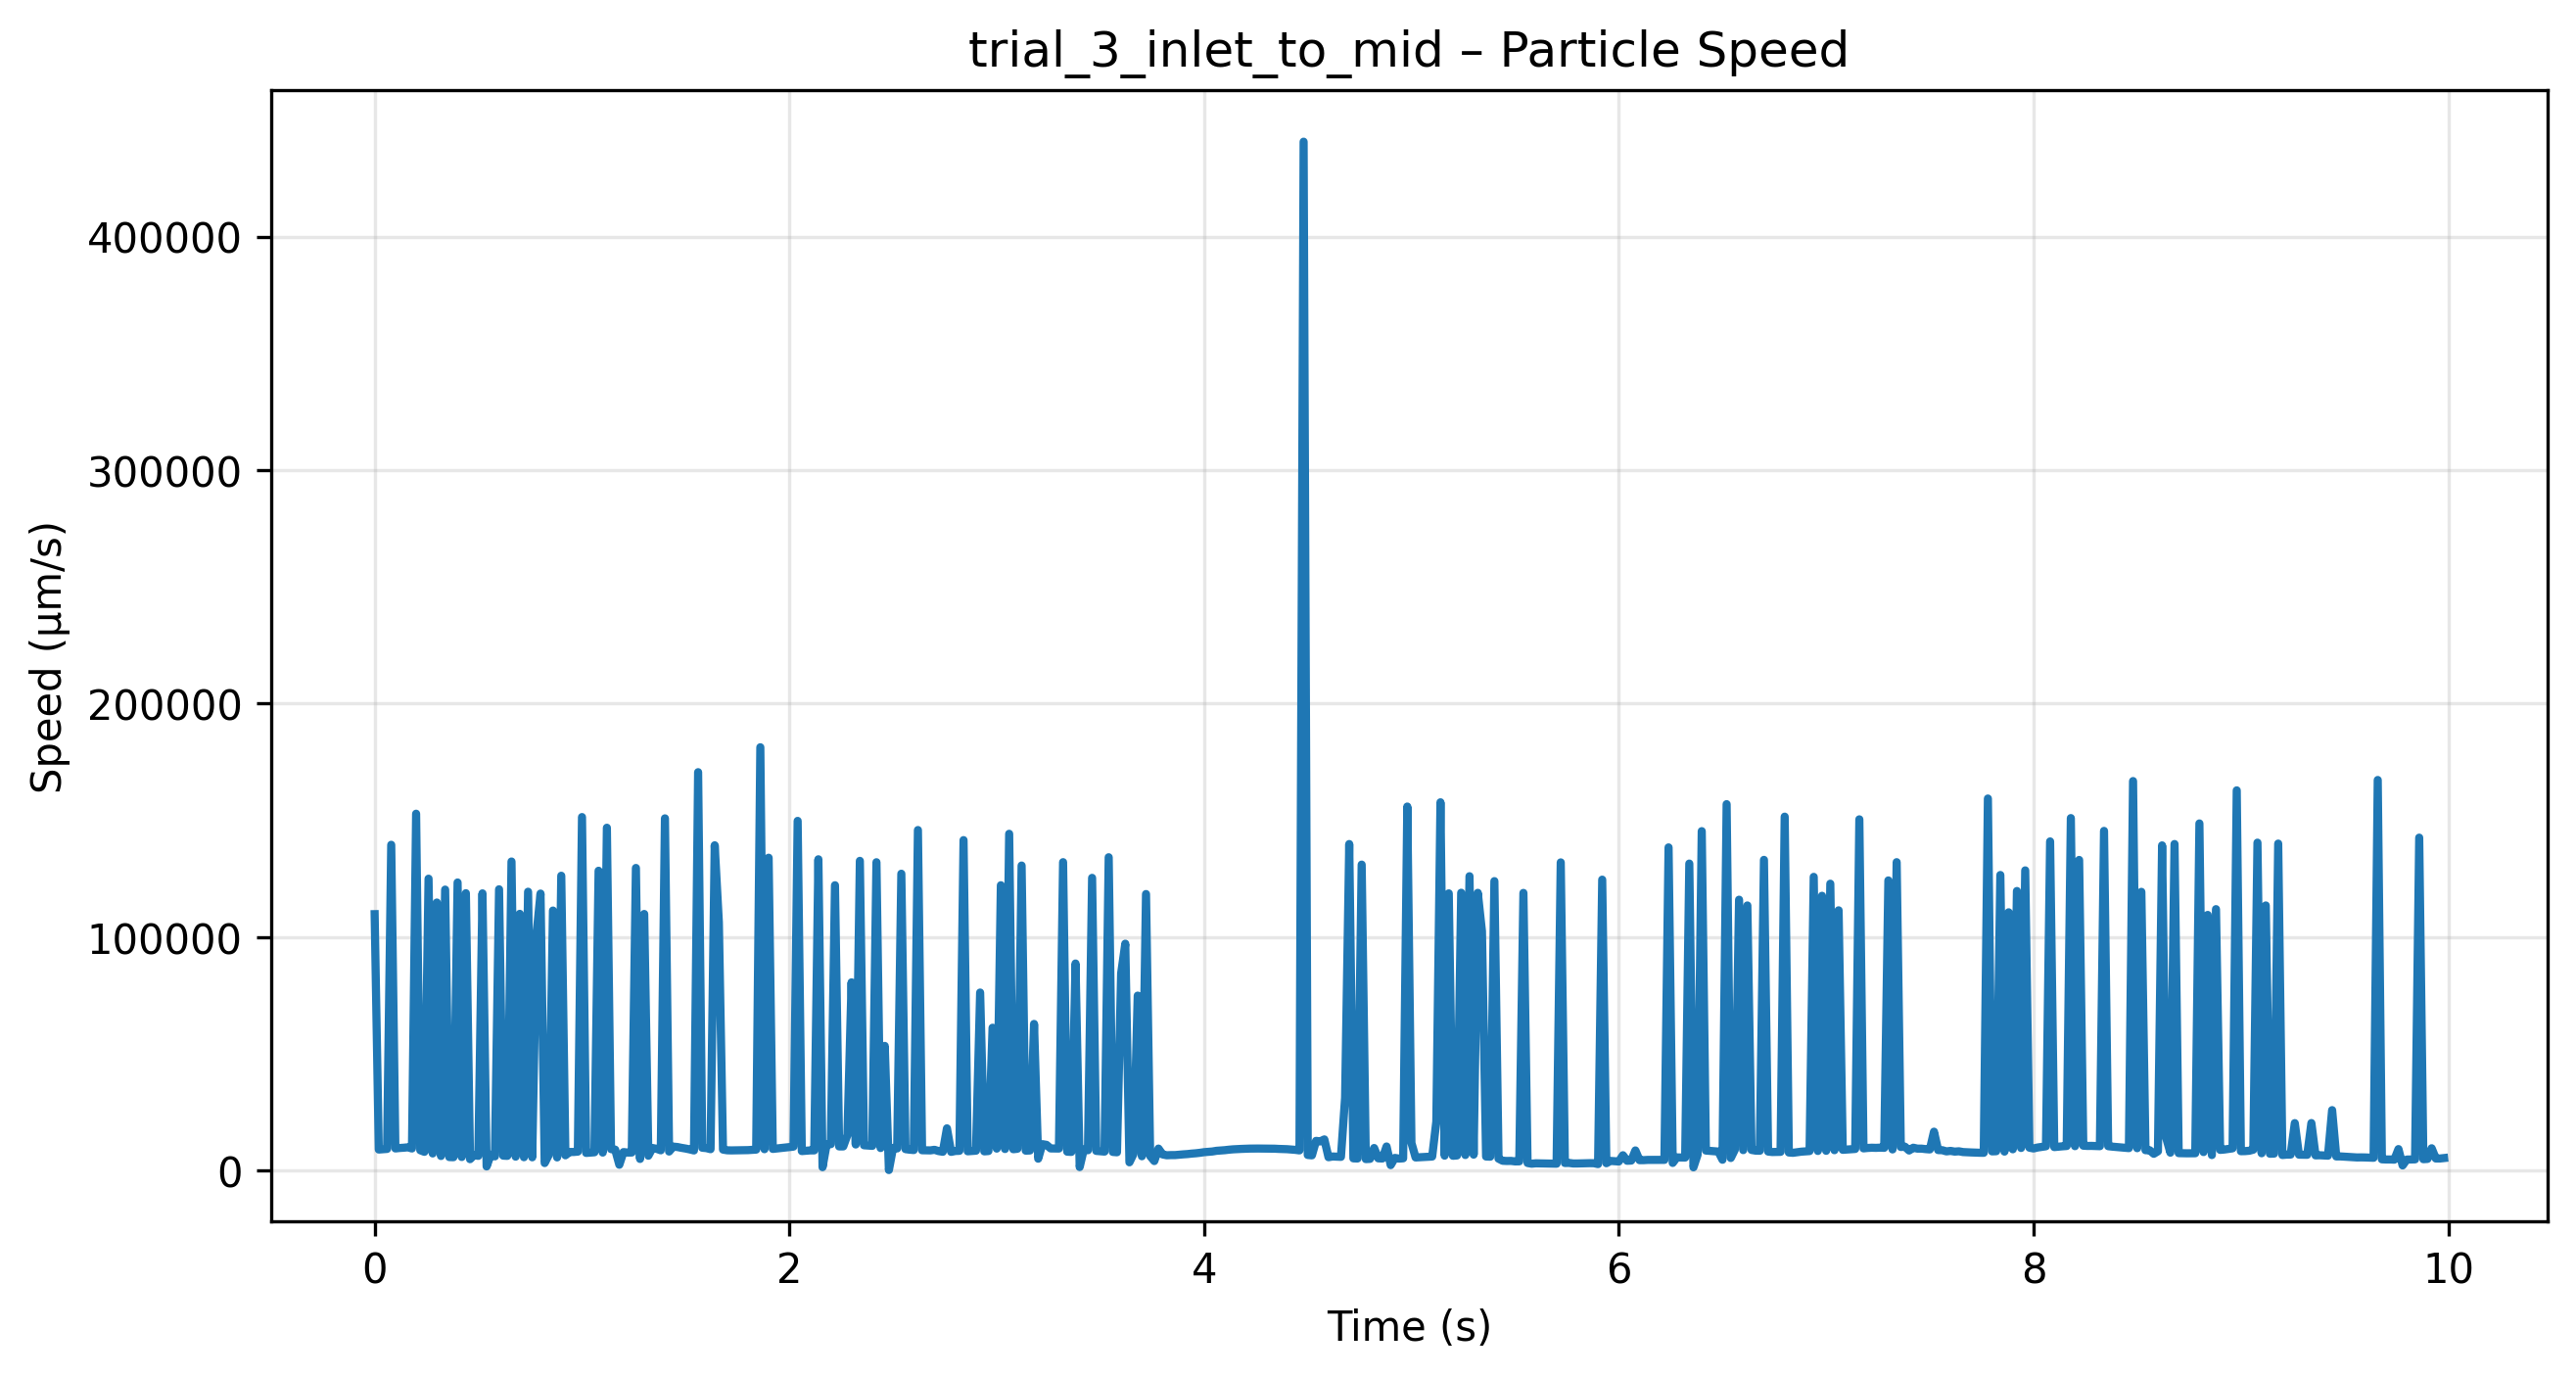 trial_3_inlet_to_mid – Particle Speed
400000
300000
200000
100000
0
Speed (μm/s)
0 2 4 6 8 10
Time (s)